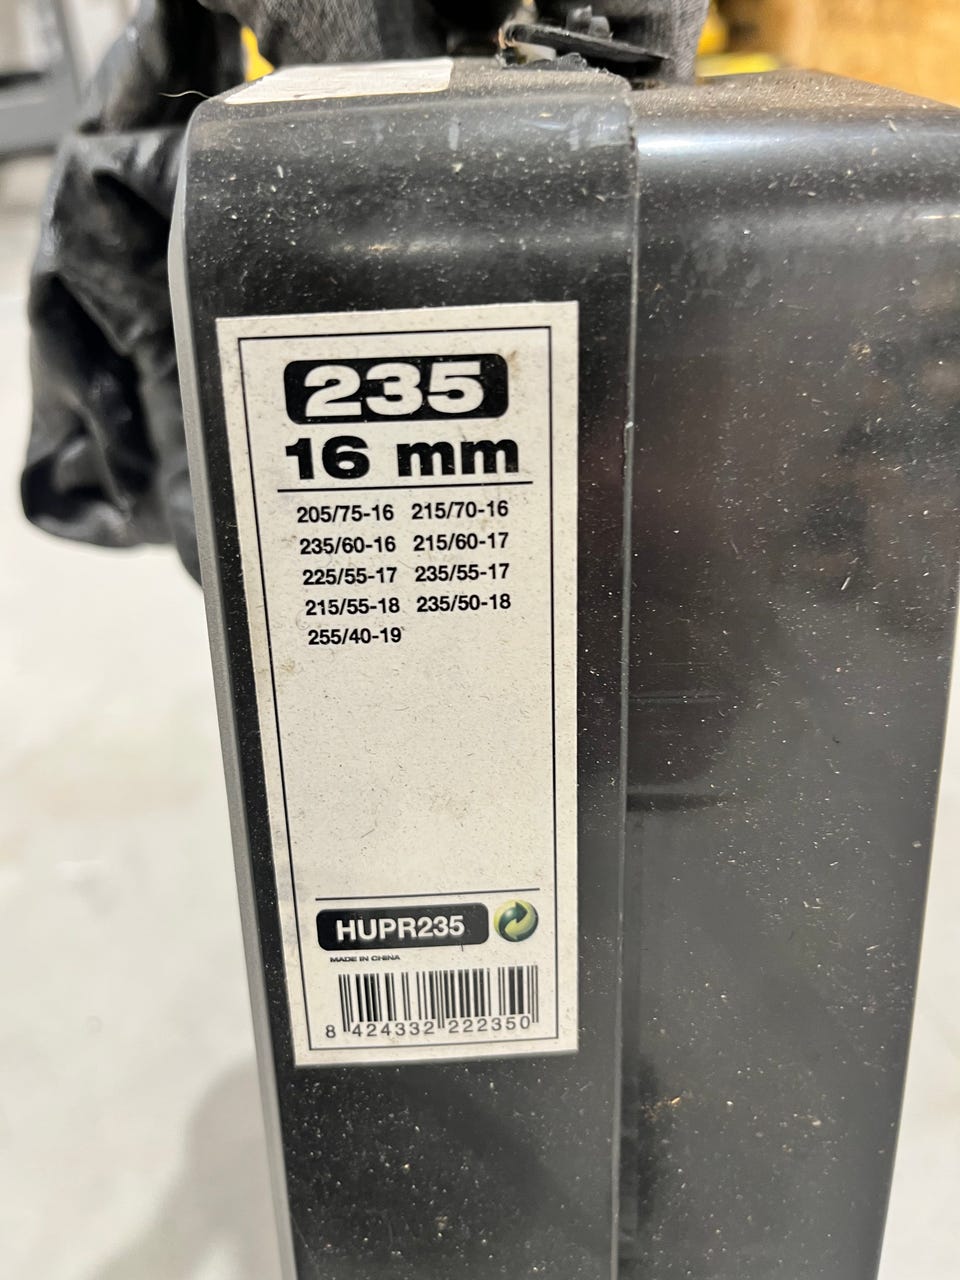 235
16 mm
205/75-16 215/70-16
235/60-16 215/60-17
225/55-17 235/55-17
215/55-18 235/50-18
255/40-19
HUPR235
MADE IN CHINA
8 424332 222350